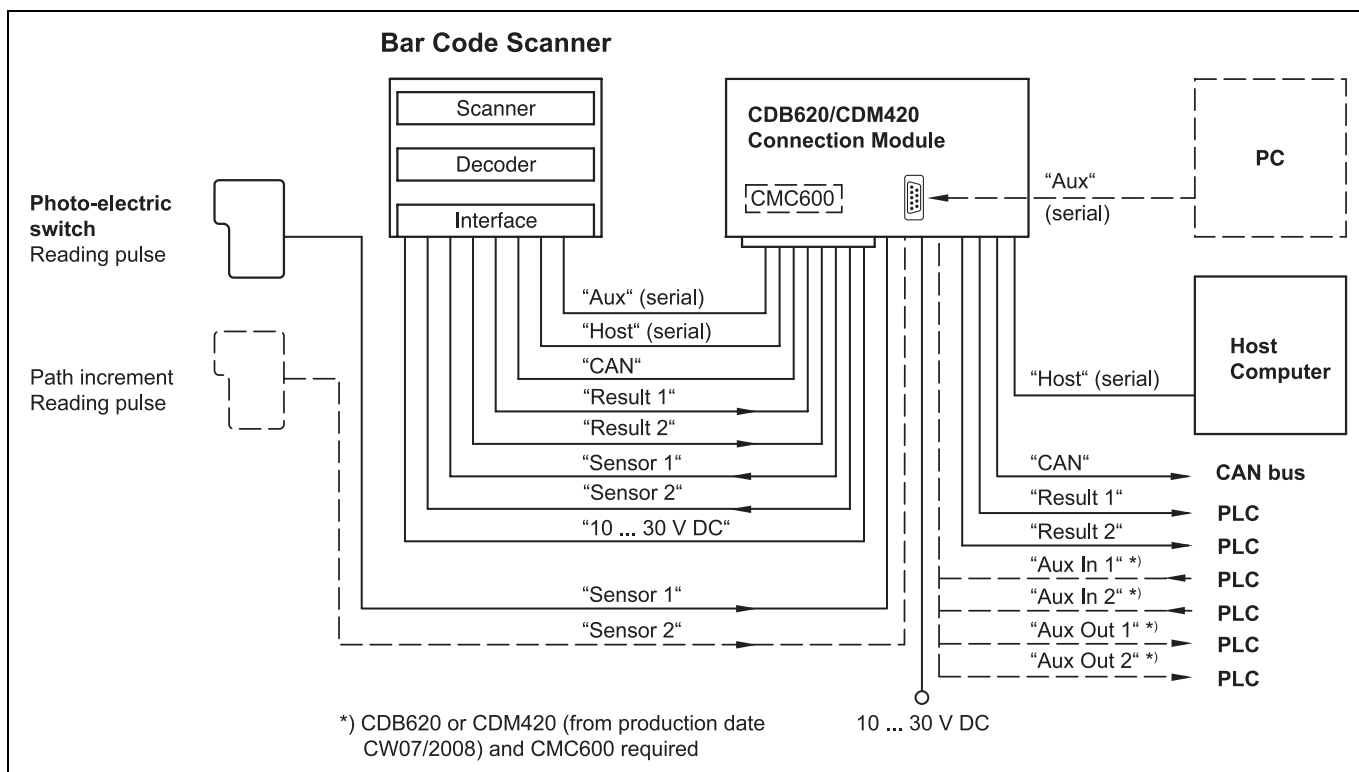 Bar Code Scanner
Scanner
Decoder
Interface
CDB620/CDM420
Connection Module
CMC600
PC
“Aux“
(serial)
Photo-electric
switch
Reading pulse
Path increment
Reading pulse
“Aux“ (serial)
“Host“ (serial)
“CAN“
“Result 1“
“Result 2“
“Sensor 1“
“Sensor 2“
“10 ... 30 V DC“
“Sensor 1“
“Sensor 2“
Host
Computer
“Host“ (serial)
“CAN“ CAN bus
“Result 1“ PLC
“Result 2“ PLC
“Aux In 1“ *) PLC
“Aux In 2“ *) PLC
“Aux Out 1“ *) PLC
“Aux Out 2“ *) PLC
10 ... 30 V DC
*) CDB620 or CDM420 (from production date
CW07/2008) and CMC600 required